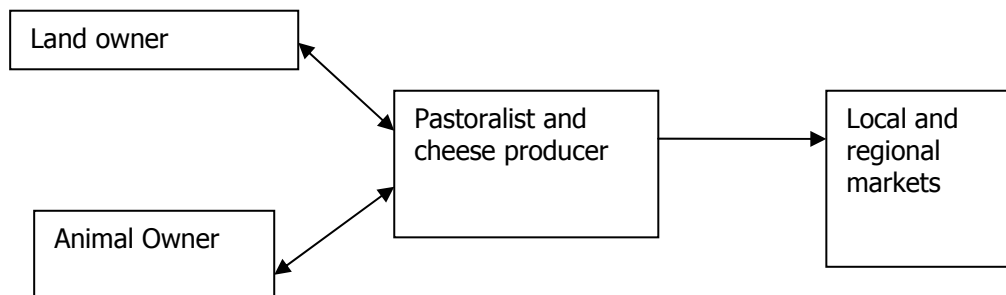 Land owner
Pastoralist and
cheese producer
Local and
regional
markets
Animal Owner